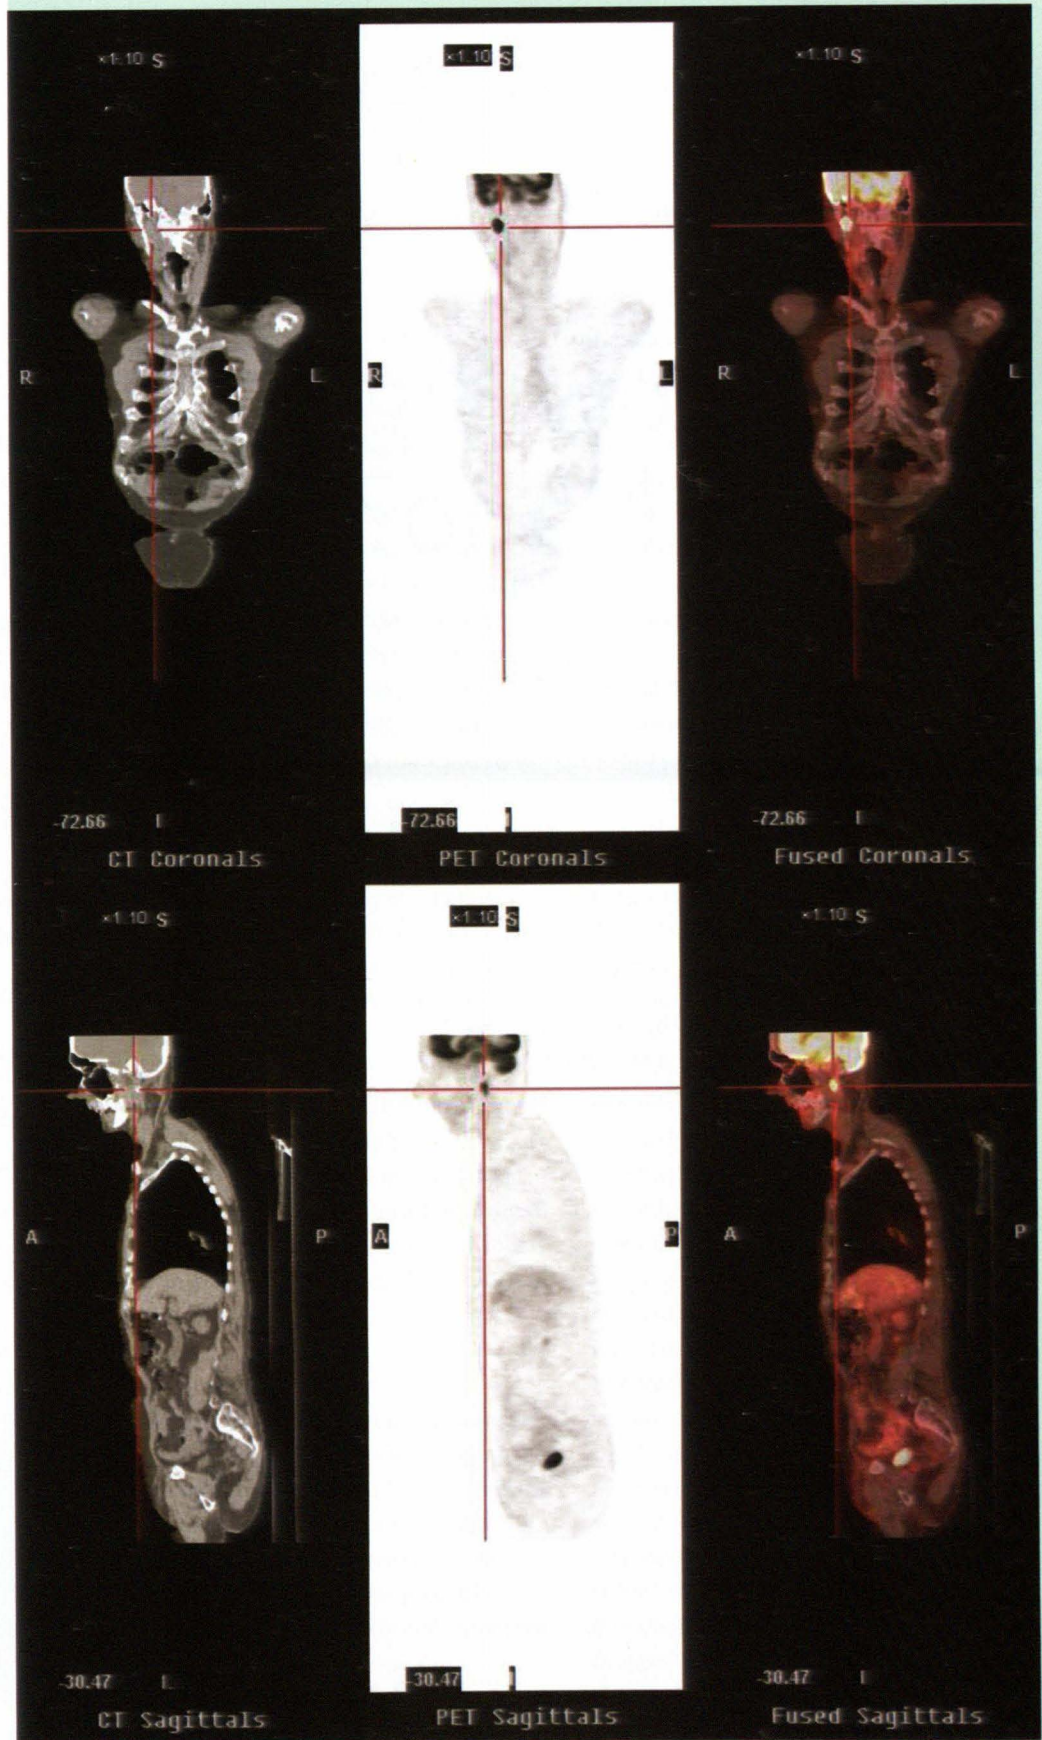 ×1.10 S
×1.10 S
×1.10 S
R
L
R
L
R
L
-72.66 I
-72.66 I
-72.66 I
CT Coronals
PET Coronals
Fused Coronals
×1.10 S
×1.10 S
×1.10 S
A
P
A
P
A
P
-30.47 I
-30.47 I
-30.47 I
CT Sagittals
PET Sagittals
Fused Sagittals